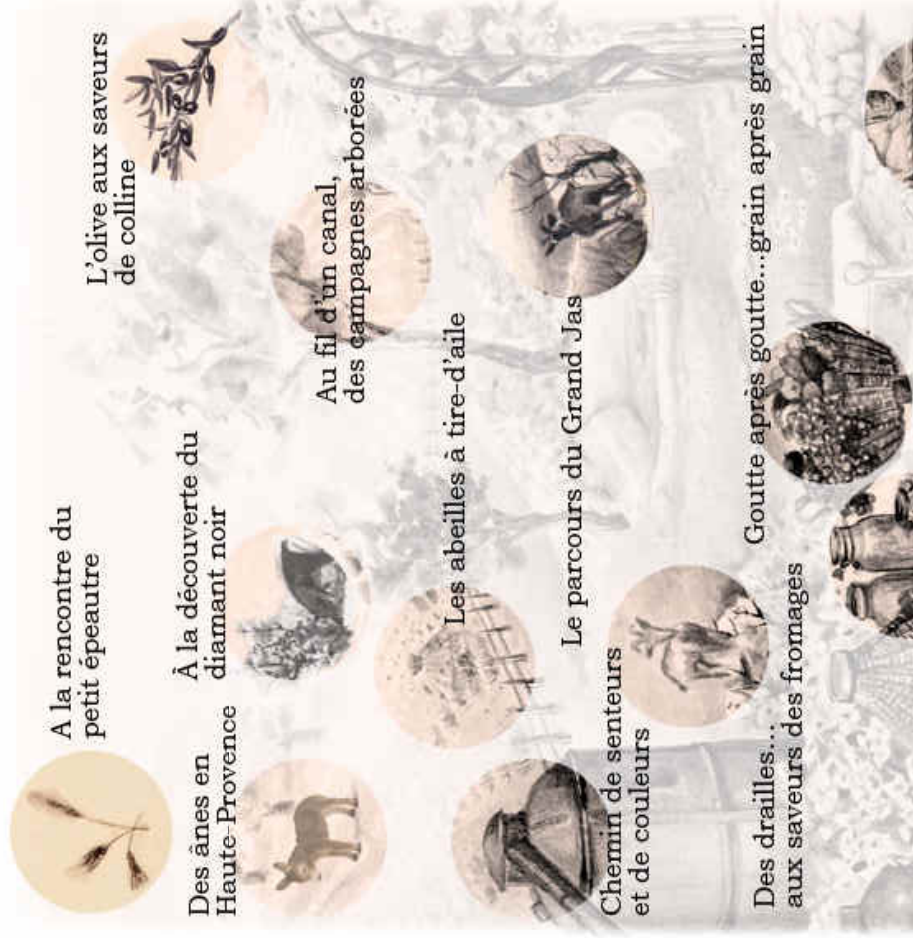 A la rencontre du
petit épeautre
L'olive aux saveurs
de colline
Des ânes en
Haute-Provence
À la découverte du
diamant noir
Au fil d'un canal,
des campagnes arborées
Les abeilles à tire-d'aile
Le parcours du Grand Jas
Chemin de senteurs
et de couleurs
Goutte après goutte...grain après grain
Des drailles...
aux saveurs des fromages